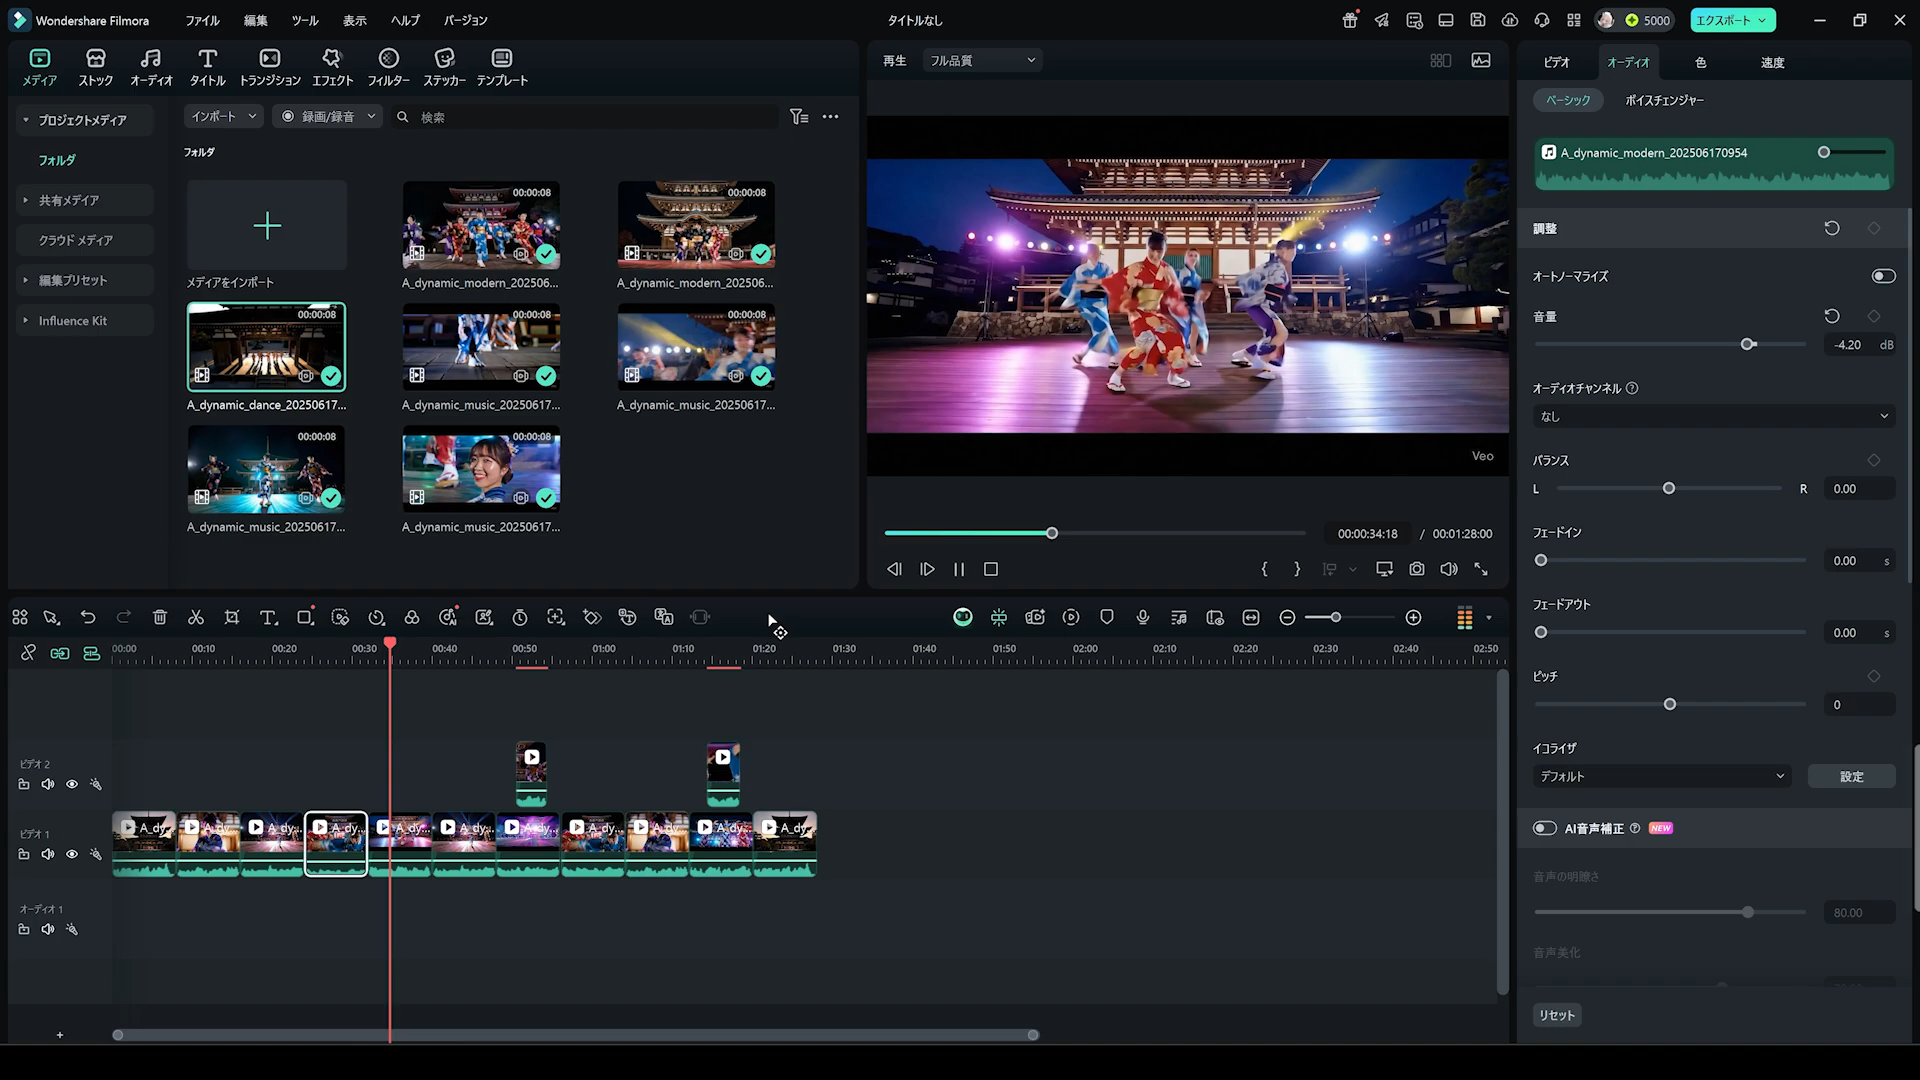 Wondershare Filmora
ファイル
編集
ツール
表示
ヘルプ
バージョン
タイトルなし
5000
エクスポート
メディア
ストック
オーディオ
タイトル
トランジション
エフェクト
フィルター
ステッカー
テンプレート
プロジェクトメディア
フォルダ
共有メディア
クラウド メディア
編集プリセット
Influence Kit
インポート
録画/録音
検索
フォルダ
メディアをインポート
00:00:08
A_dynamic_modern_202506...
00:00:08
A_dynamic_modern_202506...
00:00:08
A_dynamic_dance_20250617...
00:00:08
A_dynamic_music_20250617...
00:00:08
A_dynamic_music_20250617...
00:00:08
A_dynamic_music_20250617...
00:00:08
A_dynamic_music_20250617...
再生
フル品質
Veo
00:00:34:18 / 00:01:28:00
ビデオ
オーディオ
色
速度
ベーシック
ボイスチェンジャー
A_dynamic_modern_202506170954
調整
オートノーマライズ
音量
-4.20 dB
オーディオチャンネル
なし
バランス
L
R
0.00
フェードイン
0.00 s
フェードアウト
0.00 s
ピッチ
0
イコライザ
デフォルト
設定
AI音声補正
NEW
音声の明瞭さ
80.00
音声美化
リセット
00:00
00:10
00:20
00:30
00:40
00:50
01:00
01:10
01:20
01:30
01:40
01:50
02:00
02:10
02:20
02:30
02:40
02:50
ビデオ 2
ビデオ 1
A_dy...
A_dy...
A_dy...
A_dy...
A_dy...
A_dy...
A_dy...
A_dy...
A_dy...
A_dy...
A_dy...
オーディオ 1